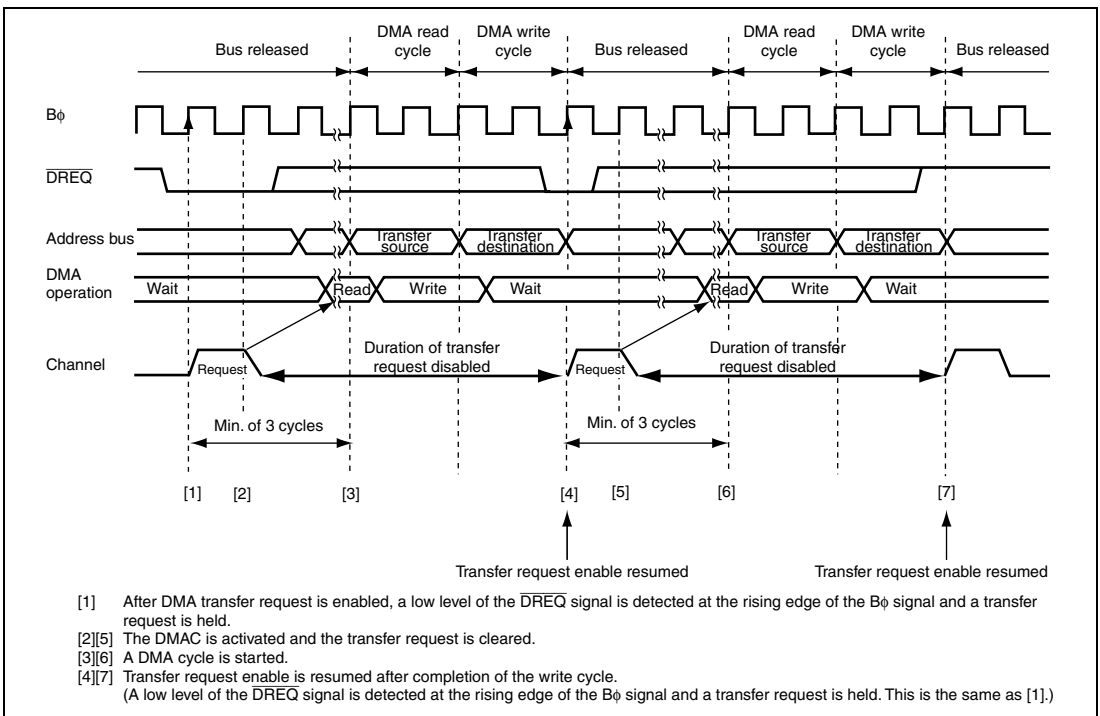 Bus released
DMA read cycle
DMA write cycle
Bus released
DMA read cycle
DMA write cycle
Bus released
Bϕ
DREQ
Address bus
Transfer source
Transfer destination
Transfer source
Transfer destination
DMA operation
Wait
Read
Write
Wait
Read
Write
Wait
Channel
Request
Duration of transfer request disabled
Request
Duration of transfer request disabled
Min. of 3 cycles
Min. of 3 cycles
[1] [2] [3] [4] [5] [6] [7]
Transfer request enable resumed
Transfer request enable resumed
[1] After DMA transfer request is enabled, a low level of the DREQ signal is detected at the rising edge of the Bϕ signal and a transfer
request is held.
[2][5] The DMAC is activated and the transfer request is cleared.
[3][6] A DMA cycle is started.
[4][7] Transfer request enable is resumed after completion of the write cycle.
(A low level of the DREQ signal is detected at the rising edge of the Bϕ signal and a transfer request is held. This is the same as [1].)